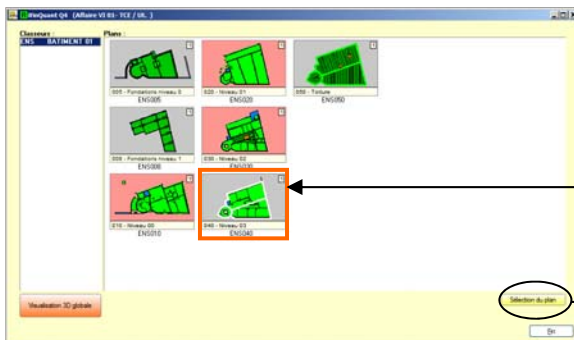 WinQuant Q4 (Affaire VI 01- TCE / UL. )
Classeurs :
Plans :
ENS BATIMENT 01
005 - Fondations niveau 0
ENS005
020 - Niveau 01
ENS020
050 - Toiture
ENS050
008 - Fondations niveau 1
ENS008
030 - Niveau 02
ENS030
010 - Niveau 00
ENS010
040 - Niveau 03
ENS040
Visualisation 3D globale
Sélection du plan
Fin